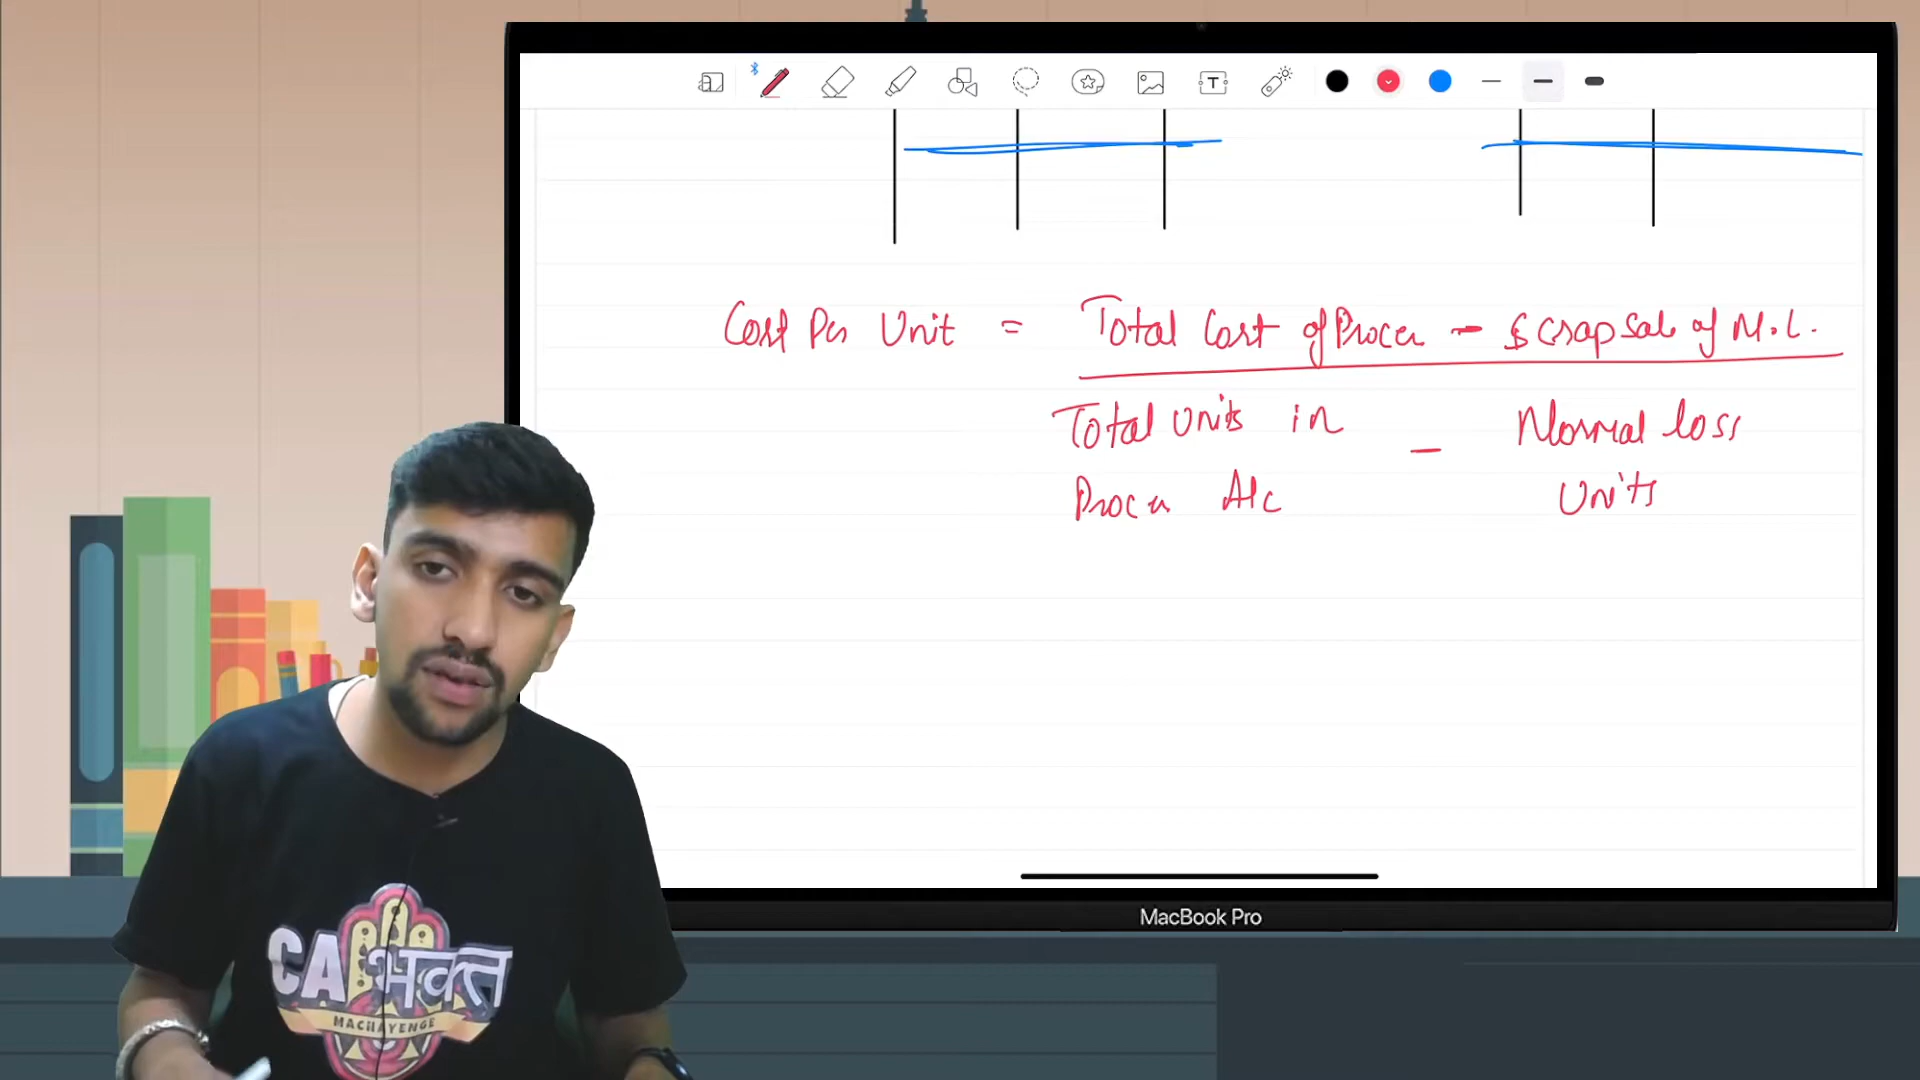 Cost Per Unit = Total Cost of Process - Scrap Sale of N.L.
Total Units in - Normal loss
Process A/c Units
MacBook Pro
CA भक्त
MACHAYENGE